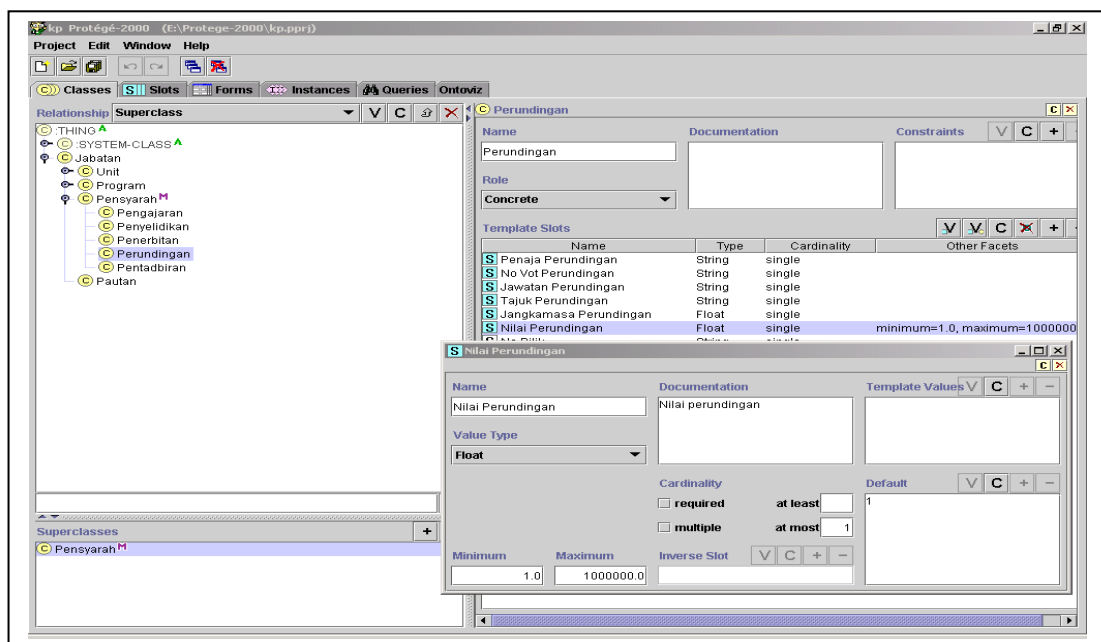 kp Protégé-2000 (E:\Protege-2000\kp.pprj)
Project Edit Window Help
Classes Slots Forms Instances Queries Ontoviz
Relationship Superclass V C
:THING A
:SYSTEM-CLASS A
Jabatan
Unit
Program
Pensyarah M
Pengajaran
Penyelidikan
Penerbitan
Perundingan
Pentadbiran
Pautan
Superclasses +
Pensyarah M
C Perundingan C ×
Name Documentation Constraints V C +
Perundingan
Role
Concrete
Template Slots V V C × +
Name Type Cardinality Other Facets
S Penaja Perundingan String single
S No Vot Perundingan String single
S Jawatan Perundingan String single
S Tajuk Perundingan String single
S Jangkamasa Perundingan Float single
S Nilai Perundingan Float single minimum=1.0, maximum=1000000
S Nilai Perundingan
C ×
Name Documentation Template Values V C + −
Nilai Perundingan Nilai perundingan
Value Type
Float
Cardinality Default V C + −
required at least 1
multiple at most 1
Minimum Maximum Inverse Slot V C + −
1.0 1000000.0